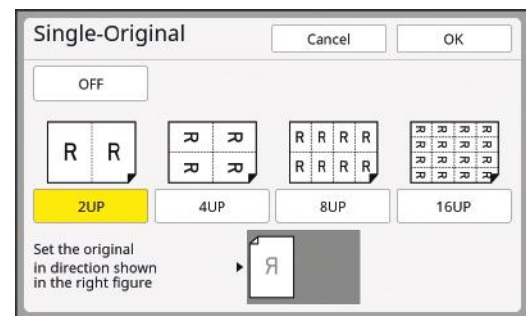 Single-Original
Cancel
OK
OFF
R R
R R
R R
R R R R
R R R R
R R R R
R R R R
R R R R
R R R R
2UP
4UP
8UP
16UP
Set the original
in direction shown
in the right figure
R